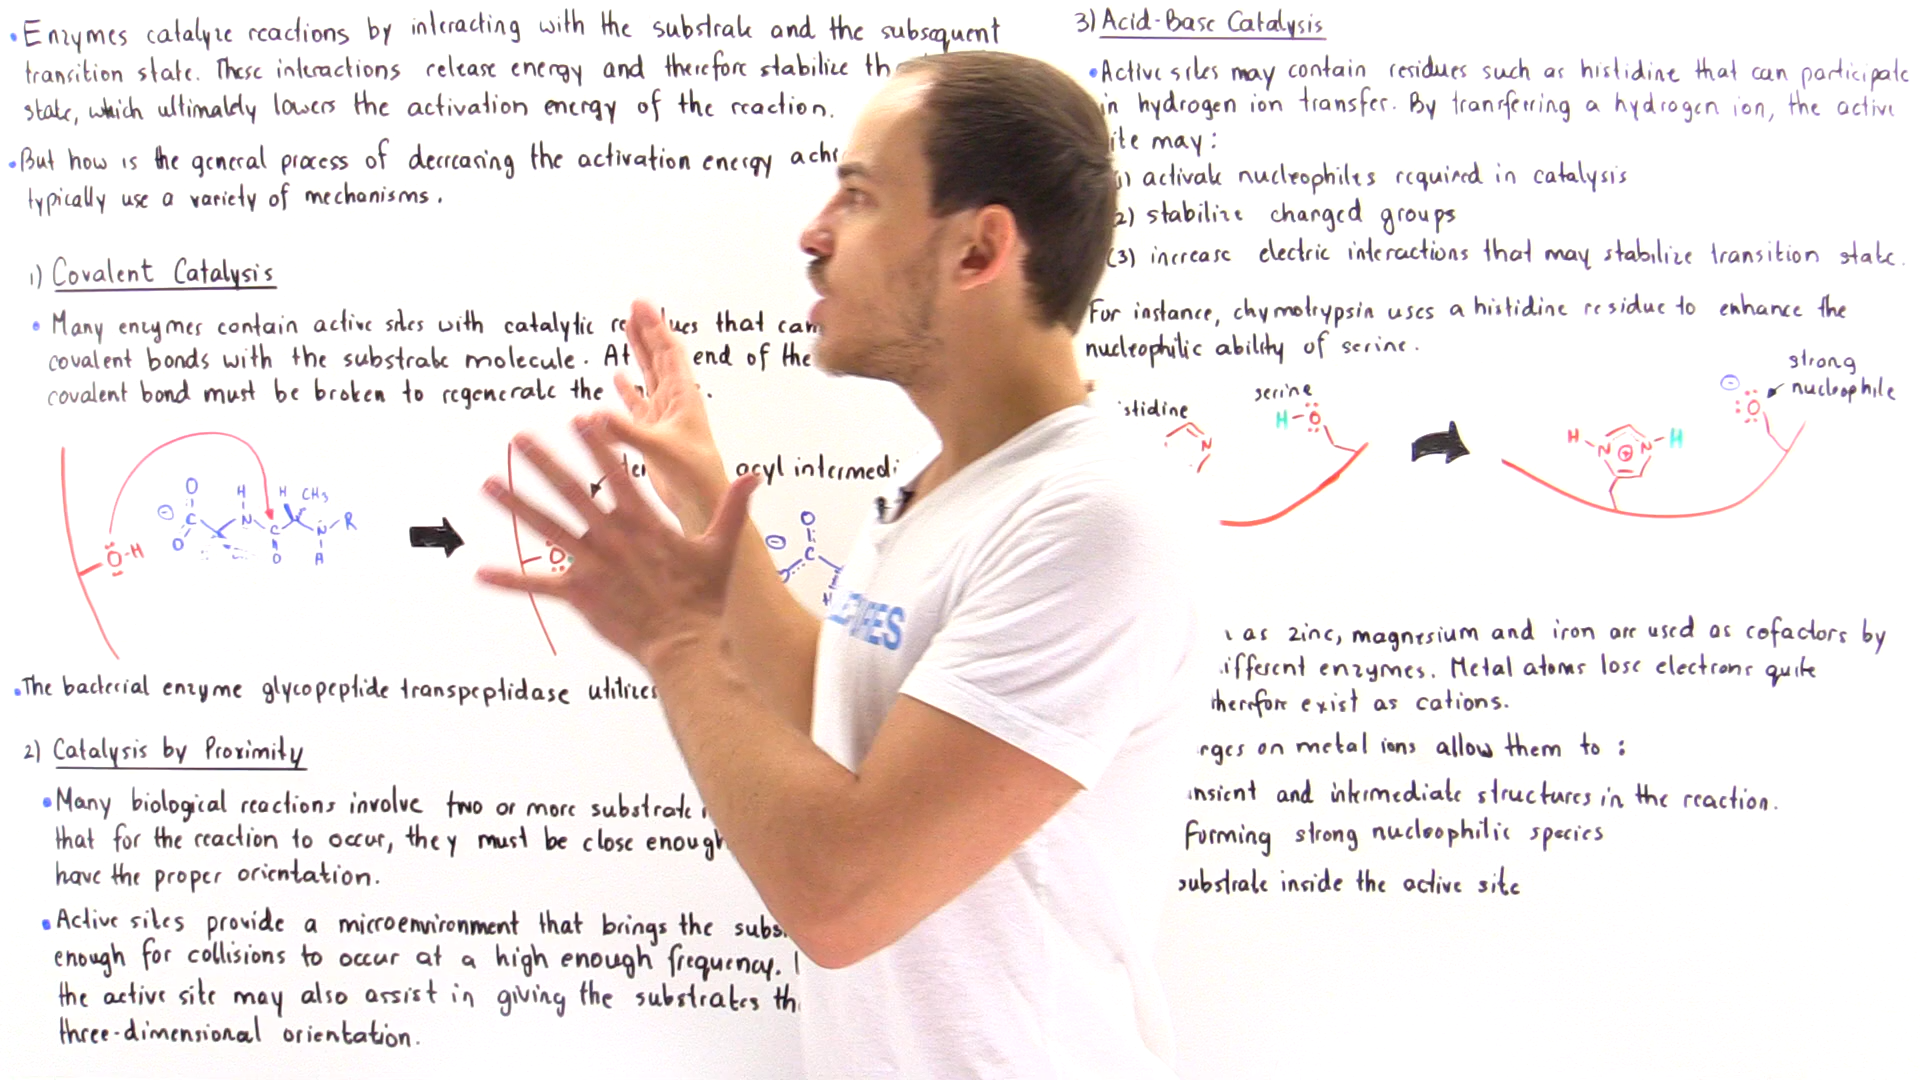 •Enzymes catalyze reactions by interacting with the substrate and the subsequent
transition state. These interactions release energy and therefore stabilize th
state, which ultimately lowers the activation energy of the reaction.
•But how is the general process of decreasing the activation energy achi
typically use a variety of mechanisms.
1) Covalent Catalysis
• Many enzymes contain active sites with catalytic re ues that can
covalent bonds with the substrate molecule. At end of the
covalent bond must be broken to regenerate the
O
⊖ C
O
H
N
H CH3
C
O
N-R
H
O-H
acyl intermedi
O
O
⊖ C
H
•The bacterial enzyme glycopeptide transpeptidase utilizes
2) Catalysis by Proximity
•Many biological reactions involve two or more substrate
that for the reaction to occur, they must be close enough
have the proper orientation.
•Active sites provide a microenvironment that brings the subs
enough for collisions to occur at a high enough frequency.
the active site may also assist in giving the substrates th
three-dimensional orientation.
LECTURES
3) Acid-Base Catalysis
•Active sites may contain residues such as histidine that can participate
in hydrogen ion transfer. By transferring a hydrogen ion, the active
ite may:
1) activate nucleophiles required in catalysis
2) stabilize charged groups
(3) increase electric interactions that may stabilize transition state.
For instance, chymotrypsin uses a histidine residue to enhance the
nucleophilic ability of serine.
stidine
serine
N
H-O
H-N
⊕
N-H
⊖
O
strong
nucleophile
as zinc, magnesium and iron are used as cofactors by
ifferent enzymes. Metal atoms lose electrons quite
therefore exist as cations.
rges on metal ions allow them to :
ansient and intermediate structures in the reaction.
forming strong nucleophilic species
substrate inside the active site